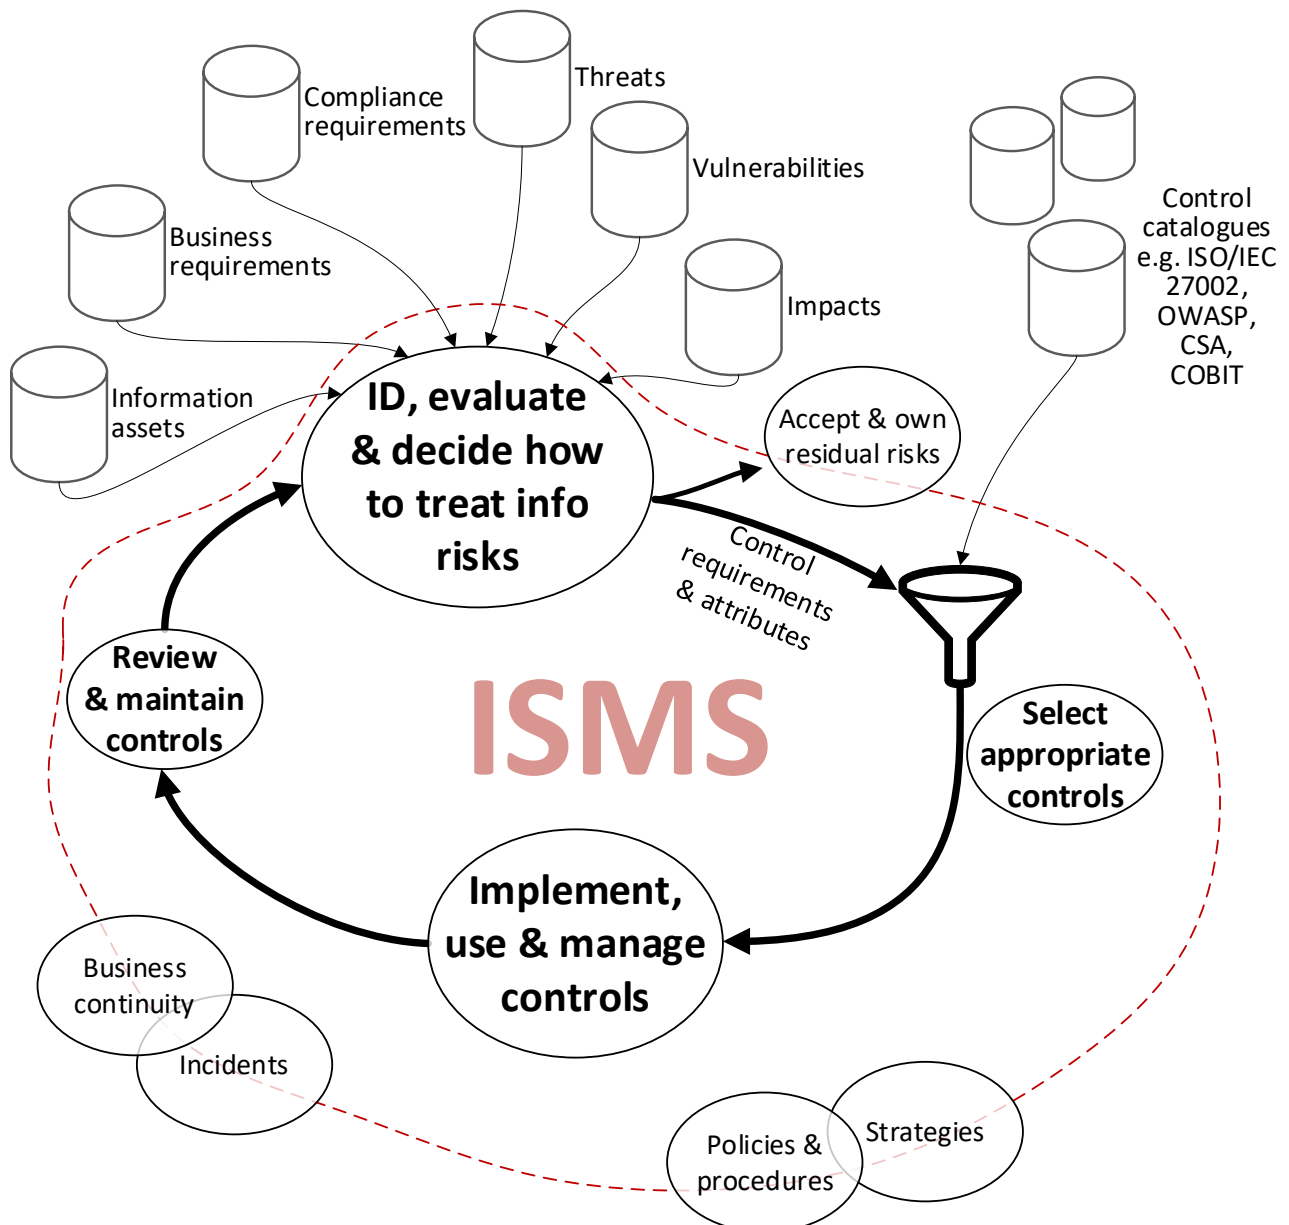 Threats
Compliance
requirements
Vulnerabilities
Business
requirements
Control
catalogues
e.g. ISO/IEC
27002,
OWASP,
CSA,
COBIT
Impacts
Information
assets
ID, evaluate
& decide how
to treat info
risks
Accept & own
residual risks
Control
requirements
& attributes
Review
& maintain
controls
ISMS
Select
appropriate
controls
Implement,
use & manage
controls
Business
continuity
Incidents
Policies &
procedures
Strategies